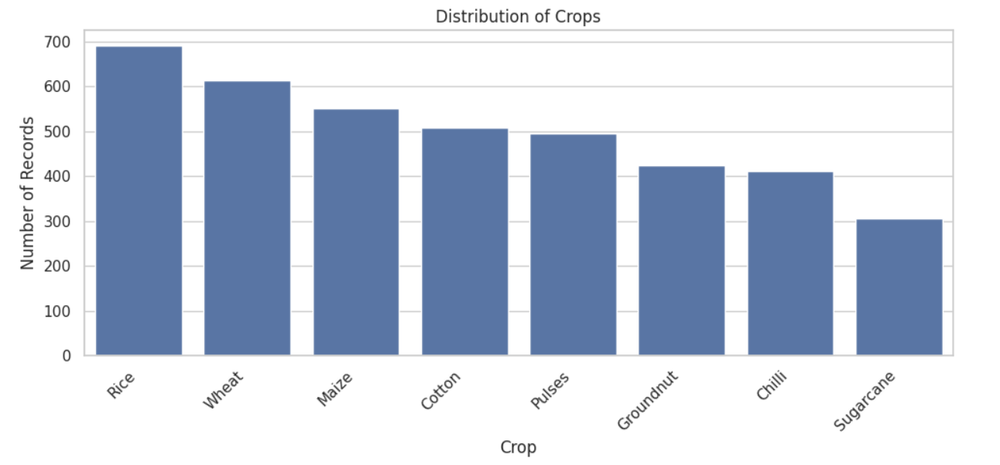 Distribution of Crops
700
600
500
400
300
200
100
0
Number of Records
Rice
Wheat
Maize
Cotton
Pulses
Groundnut
Chilli
Sugarcane
Crop